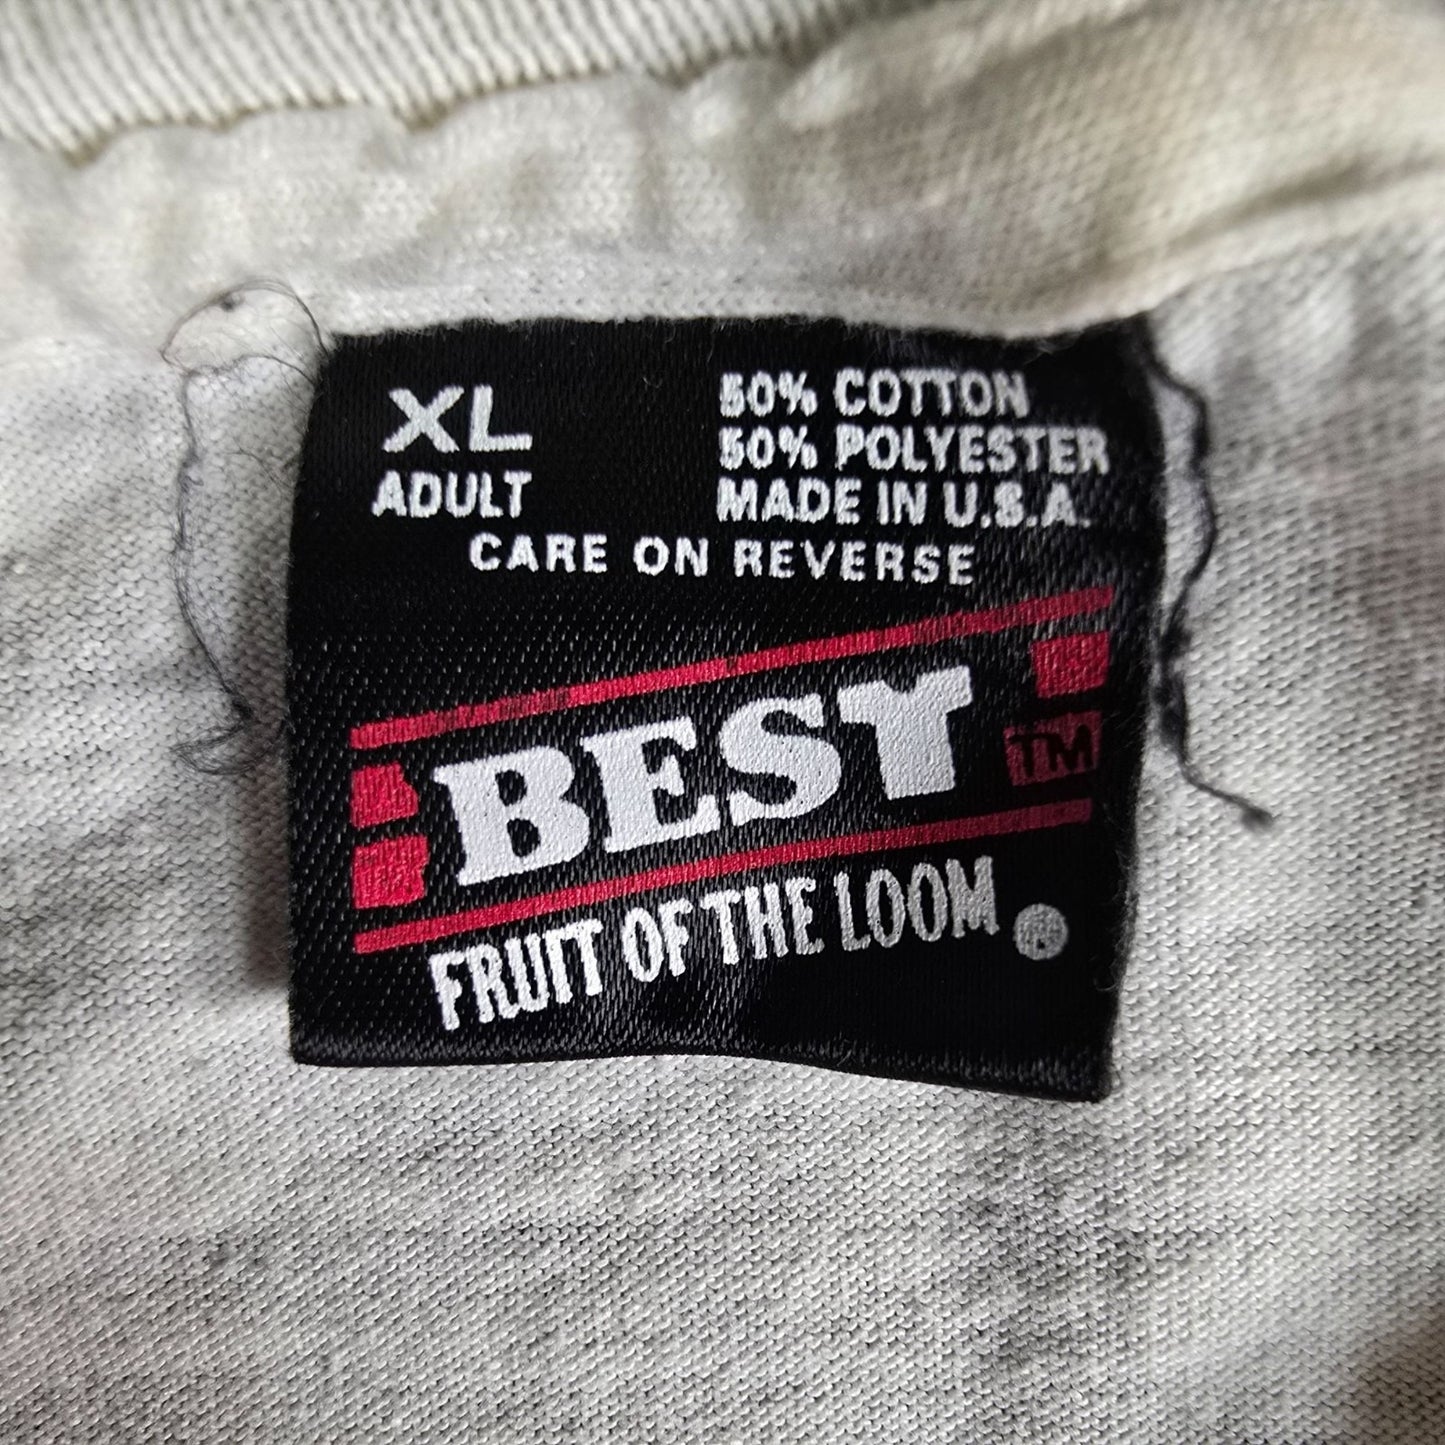 XL
ADULT
50% COTTON
50% POLYESTER
MADE IN U.S.A.
CARE ON REVERSE
BEST
TM
FRUIT OF THE LOOM.